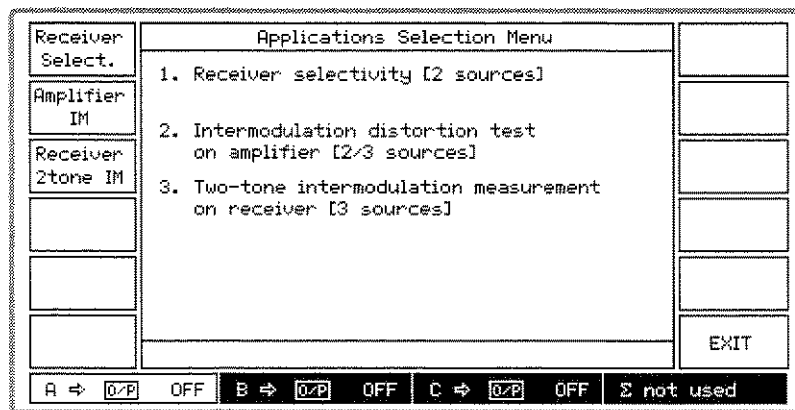 Receiver
Select.
Amplifier
IM
Receiver
2tone IM
Applications Selection Menu
1. Receiver selectivity [2 sources]
2. Intermodulation distortion test
on amplifier [2/3 sources]
3. Two-tone intermodulation measurement
on receiver [3 sources]
EXIT
A ⇨ O/P OFF B ⇨ O/P OFF C ⇨ O/P OFF Σ not used